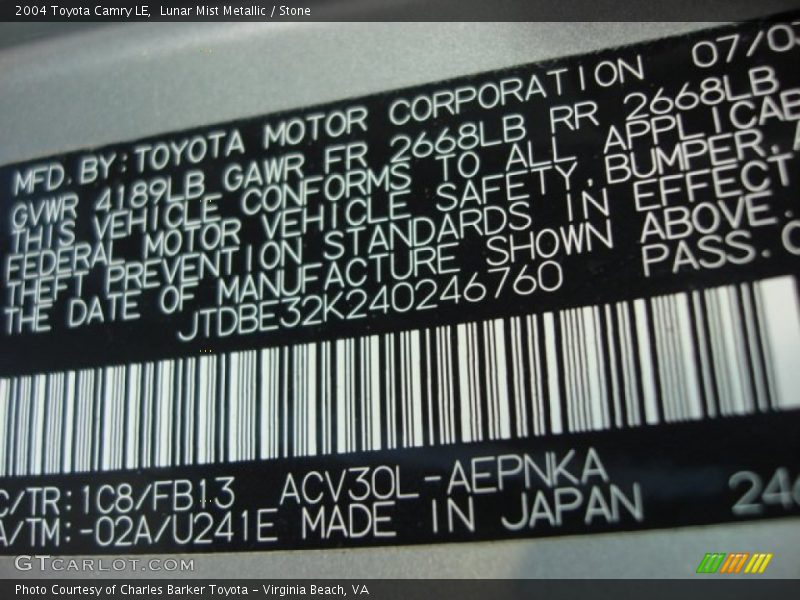 2004 Toyota Camry LE, Lunar Mist Metallic / Stone
MFD. BY: TOYOTA MOTOR CORPORATION 07/03
GVWR 4189LB GAWR FR 2668LB RR 2668LB
THIS VEHICLE CONFORMS TO ALL APPLICAB
FEDERAL MOTOR VEHICLE SAFETY, BUMPER, A
THEFT PREVENTION STANDARDS IN EFFECT
THE DATE OF MANUFACTURE SHOWN ABOVE.
JTDBE32K240246760 PASS. C
C/TR: 1C8/FB13 ACV30L-AEPNKA
A/TM: -02A/U241E MADE IN JAPAN 246
GTCARLOT.COM
Photo Courtesy of Charles Barker Toyota - Virginia Beach, VA